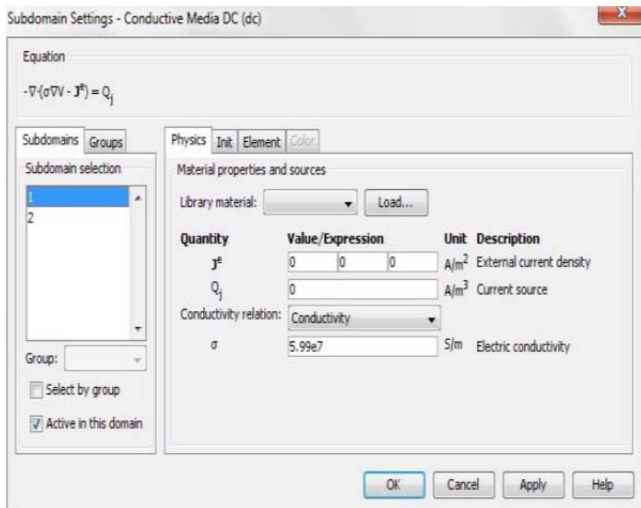 Subdomain Settings - Conductive Media DC (dc)
X
Equation
-∇·(σ∇V - Jᵉ) = Qⱼ
Subdomains Groups
Subdomain selection
1
2
Group:
Select by group
Active in this domain
Physics Init Element Color
Material properties and sources
Library material: Load...
Quantity Value/Expression Unit Description
Jᵉ 0 0 0 A/m² External current density
Qⱼ 0 A/m³ Current source
Conductivity relation: Conductivity
σ 5.99e7 S/m Electric conductivity
OK Cancel Apply Help